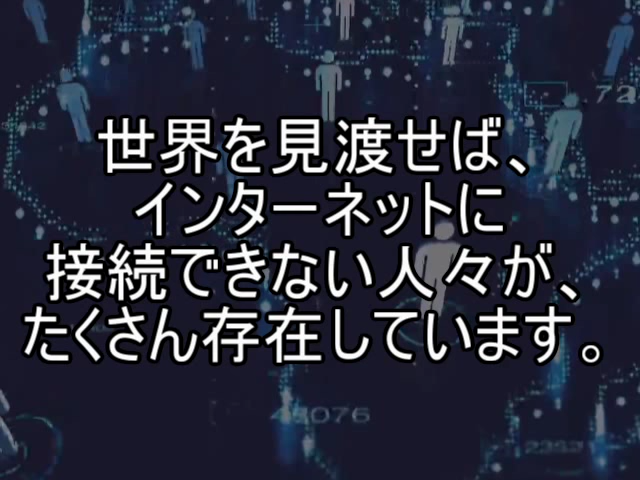 世界を見渡せば、
インターネットに
接続できない人々が、
たくさん存在しています。